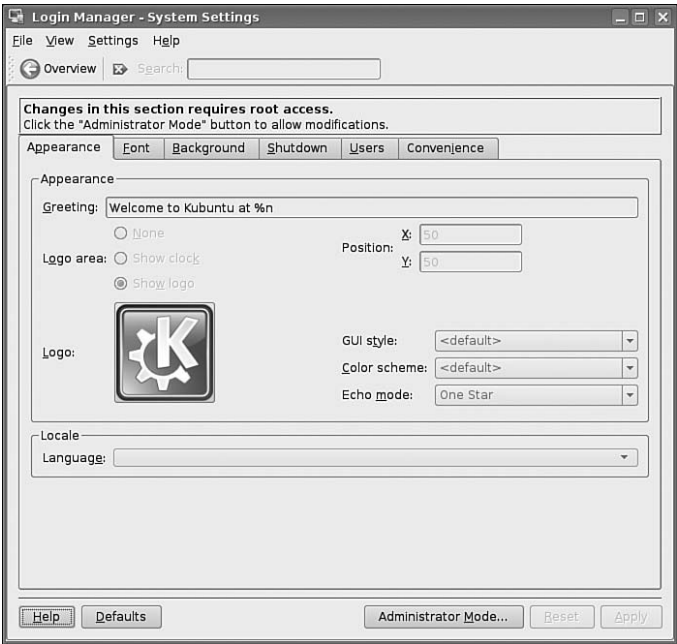 Login Manager - System Settings
File View Settings Help
Overview Search:
Changes in this section requires root access.
Click the "Administrator Mode" button to allow modifications.
Appearance Font Background Shutdown Users Convenience
Appearance
Greeting: Welcome to Kubuntu at %n
None
Logo area: Show clock
Show logo
Position: X: 50
Y: 50
Logo: K
GUI style: <default>
Color scheme: <default>
Echo mode: One Star
Locale
Language:
Help Defaults Administrator Mode... Reset Apply